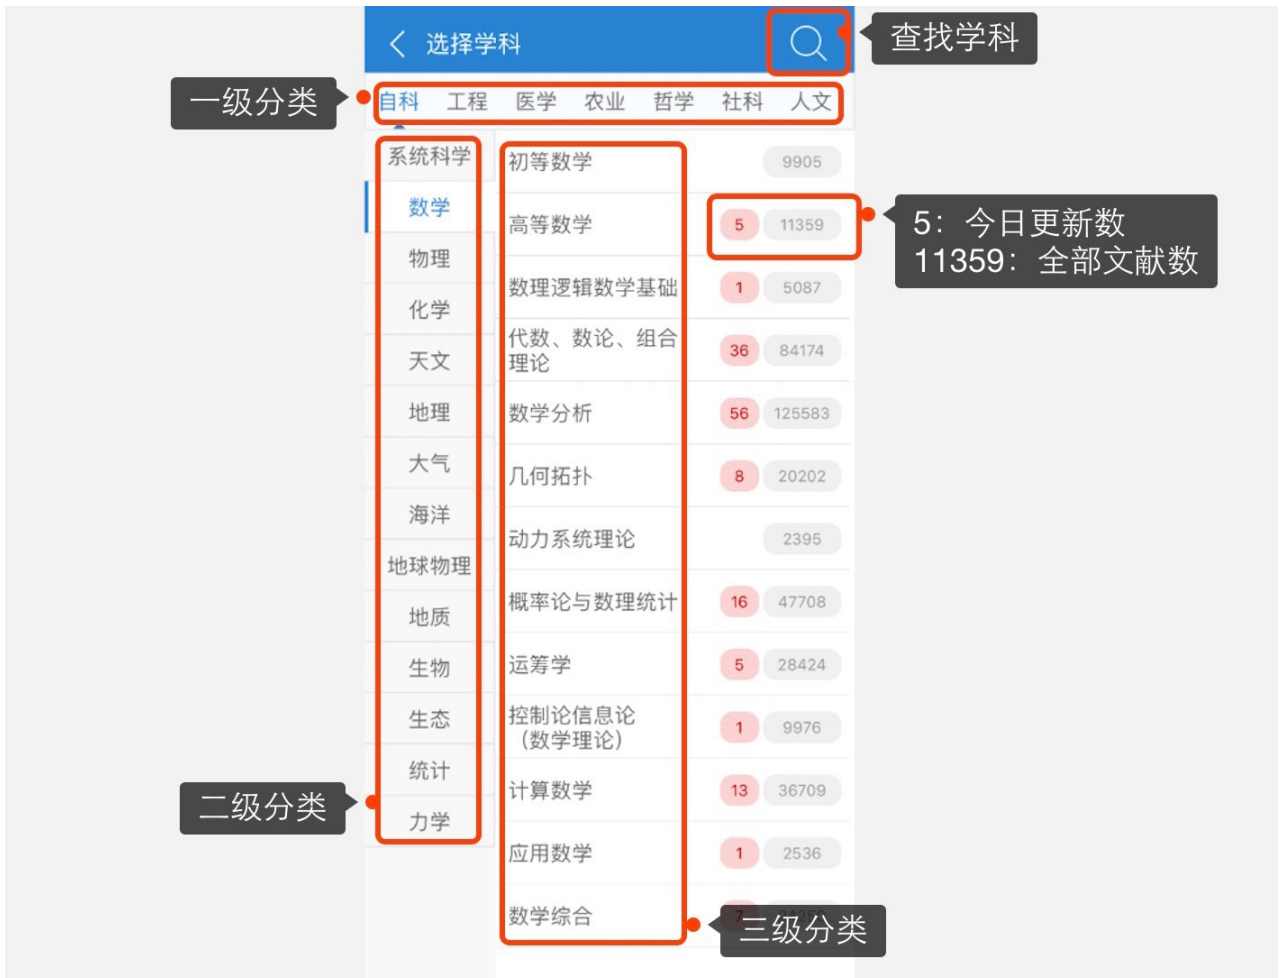 选择学科
查找学科
一级分类
自科 工程 医学 农业 哲学 社科 人文
系统科学
数学
物理
化学
天文
地理
大气
海洋
地球物理
地质
生物
生态
统计
力学
二级分类
初等数学 9905
高等数学 5 11359
5：今日更新数
11359：全部文献数
数理逻辑数学基础 1 5087
代数、数论、组合
理论 36 84174
数学分析 56 125583
几何拓扑 8 20202
动力系统理论 2395
概率论与数理统计 16 47708
运筹学 5 28424
控制论信息论
（数学理论） 1 9976
计算数学 13 36709
应用数学 1 2536
数学综合 7
三级分类